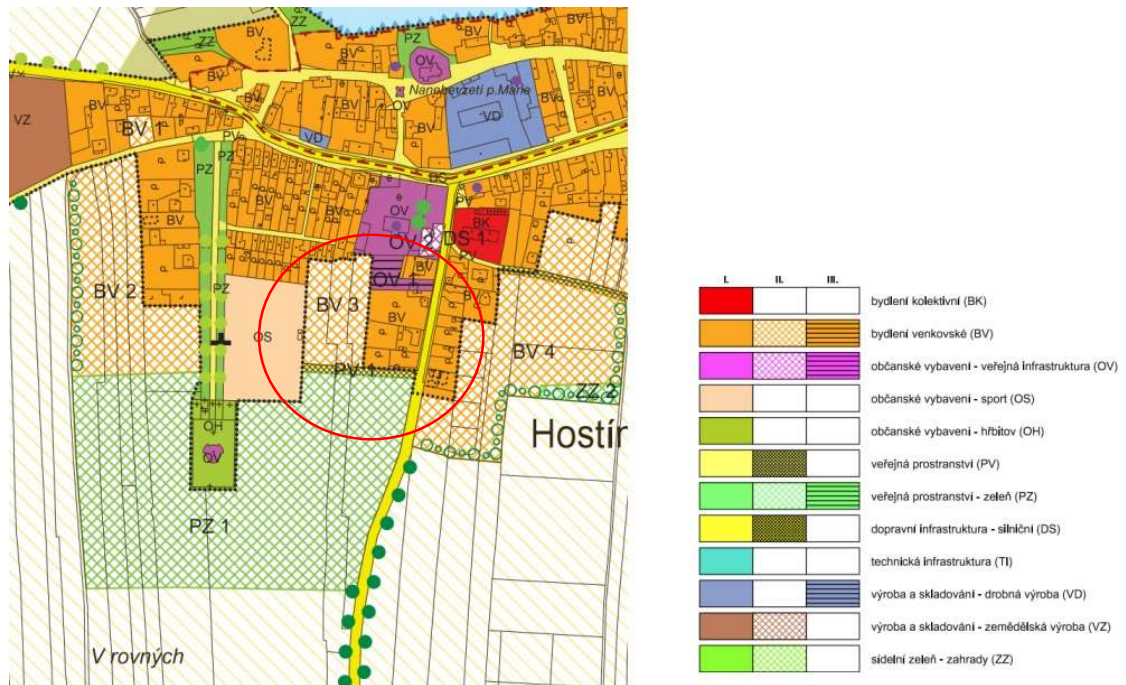 ZZ
BV
ZZ
BV
BV
PZ
BV
BV
OV
Nanebevzetí p.Marie
OV
VZ
BV
BV
BV
BV
BV 1
VD
BV
VD
BV
BV
PV
PZ
PZ
DS
PV
BV
BV
OV
BK
BV
BV
OV 2
DS 1
PV
BV
BV 2
PZ
OV 1
BV
BV 3
OS
BV
BV 4
PV 1
ZZ 2
OH
OV
Hostín
PZ 1
V rovných
I.
II.
III.
bydlení kolektivní (BK)
bydlení venkovské (BV)
občanské vybavení - veřejná infrastruktura (OV)
občanské vybavení - sport (OS)
občanské vybavení - hřbitov (OH)
veřejná prostranství (PV)
veřejná prostranství - zeleň (PZ)
dopravní infrastruktura - silniční (DS)
technická infrastruktura (TI)
výroba a skladování - drobná výroba (VD)
výroba a skladování - zemědělská výroba (VZ)
sídelní zeleň - zahrady (ZZ)